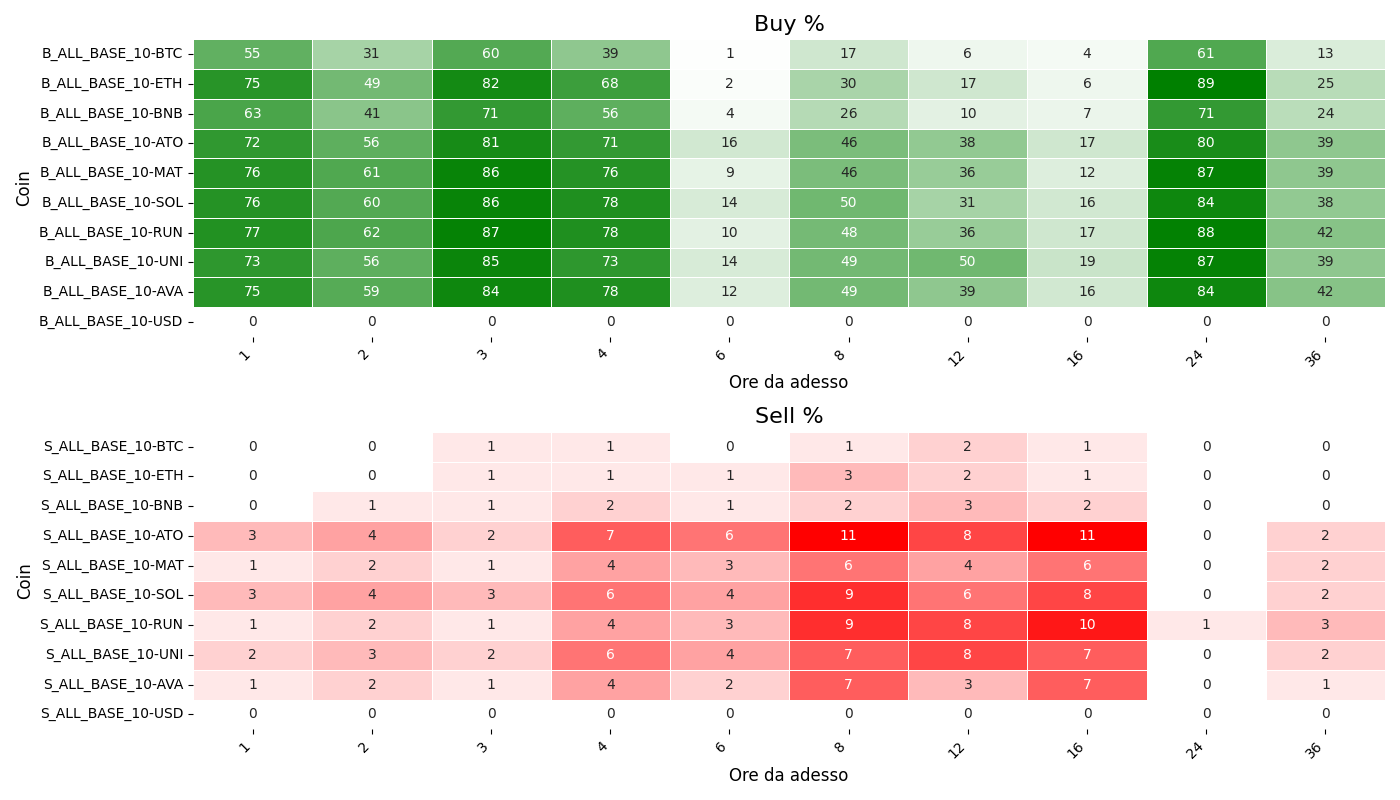 Buy %
Coin
B_ALL_BASE_10-BTC 55 31 60 39 1 17 6 4 61 13
B_ALL_BASE_10-ETH 75 49 82 68 2 30 17 6 89 25
B_ALL_BASE_10-BNB 63 41 71 56 4 26 10 7 71 24
B_ALL_BASE_10-ATO 72 56 81 71 16 46 38 17 80 39
B_ALL_BASE_10-MAT 76 61 86 76 9 46 36 12 87 39
B_ALL_BASE_10-SOL 76 60 86 78 14 50 31 16 84 38
B_ALL_BASE_10-RUN 77 62 87 78 10 48 36 17 88 42
B_ALL_BASE_10-UNI 73 56 85 73 14 49 50 19 87 39
B_ALL_BASE_10-AVA 75 59 84 78 12 49 39 16 84 42
B_ALL_BASE_10-USD 0 0 0 0 0 0 0 0 0 0
1 2 3 4 6 8 12 16 24 36
Ore da adesso
Sell %
Coin
S_ALL_BASE_10-BTC 0 0 1 1 0 1 2 1 0 0
S_ALL_BASE_10-ETH 0 0 1 1 1 3 2 1 0 0
S_ALL_BASE_10-BNB 0 1 1 2 1 2 3 2 0 0
S_ALL_BASE_10-ATO 3 4 2 7 6 11 8 11 0 2
S_ALL_BASE_10-MAT 1 2 1 4 3 6 4 6 0 2
S_ALL_BASE_10-SOL 3 4 3 6 4 9 6 8 0 2
S_ALL_BASE_10-RUN 1 2 1 4 3 9 8 10 1 3
S_ALL_BASE_10-UNI 2 3 2 6 4 7 8 7 0 2
S_ALL_BASE_10-AVA 1 2 1 4 2 7 3 7 0 1
S_ALL_BASE_10-USD 0 0 0 0 0 0 0 0 0 0
1 2 3 4 6 8 12 16 24 36
Ore da adesso